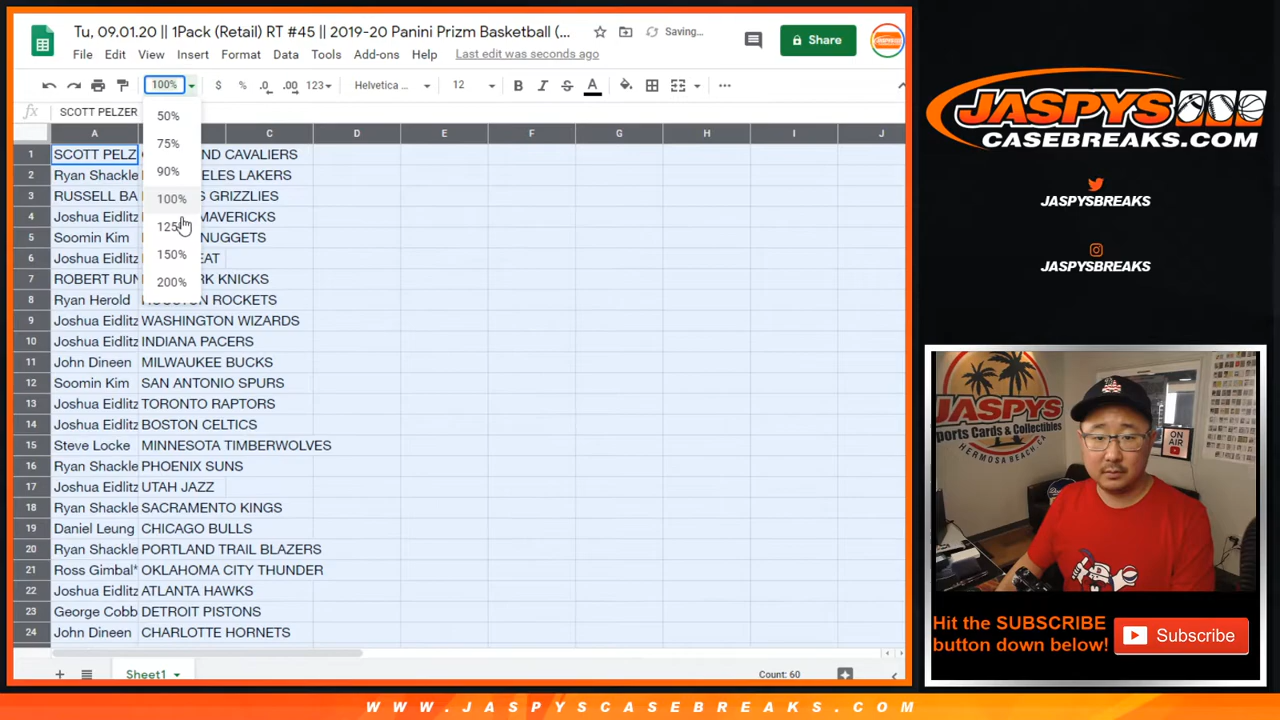 Tu, 09.01.20 || 1Pack (Retail) RT #45 || 2019-20 Panini Prizm Basketball (... Saving...
File Edit View Insert Format Data Tools Add-ons Help Last edit was seconds ago
Share
100% $ % .0 .00 123 Helvetica ... 12 B I S A
fx SCOTT PELZER
50%
75%
90%
100%
125
150%
200%
A C D E F G H I J
1 SCOTT PELZ ND CAVALIERS
2 Ryan Shackle ELES LAKERS
3 RUSSELL BA S GRIZZLIES
4 Joshua Eidlitz MAVERICKS
5 Soomin Kim NUGGETS
6 Joshua Eidlitz EAT
7 ROBERT RUN RK KNICKS
8 Ryan Herold HOUSTON ROCKETS
9 Joshua Eidlitz WASHINGTON WIZARDS
10 Joshua Eidlitz INDIANA PACERS
11 John Dineen MILWAUKEE BUCKS
12 Soomin Kim SAN ANTONIO SPURS
13 Joshua Eidlitz TORONTO RAPTORS
14 Joshua Eidlitz BOSTON CELTICS
15 Steve Locke MINNESOTA TIMBERWOLVES
16 Ryan Shackle PHOENIX SUNS
17 Joshua Eidlitz UTAH JAZZ
18 Ryan Shackle SACRAMENTO KINGS
19 Daniel Leung CHICAGO BULLS
20 Ryan Shackle PORTLAND TRAIL BLAZERS
21 Ross Gimbal* OKLAHOMA CITY THUNDER
22 Joshua Eidlitz ATLANTA HAWKS
23 George Cobb DETROIT PISTONS
24 John Dineen CHARLOTTE HORNETS
Sheet1
Count: 60
JASPYS
CASEBREAKS.COM
JASPYSBREAKS
JASPYSBREAKS
JASPYS
ports Cards & Collectibles
HERMOSA BEACH, CA
ON
AIR
Hit the SUBSCRIBE
button down below!
Subscribe
WWW.JASPYSCASEBREAKS.COM